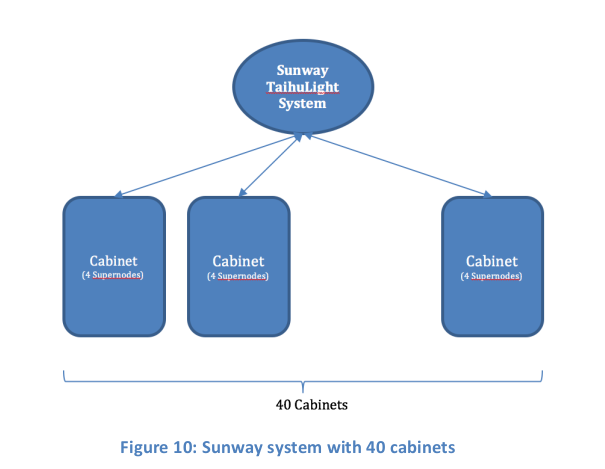 Sunway
TaihuLight
System
Cabinet
(4 Supernodes)
Cabinet
(4 Supernodes)
Cabinet
(4 Supernodes)
40 Cabinets
Figure 10: Sunway system with 40 cabinets